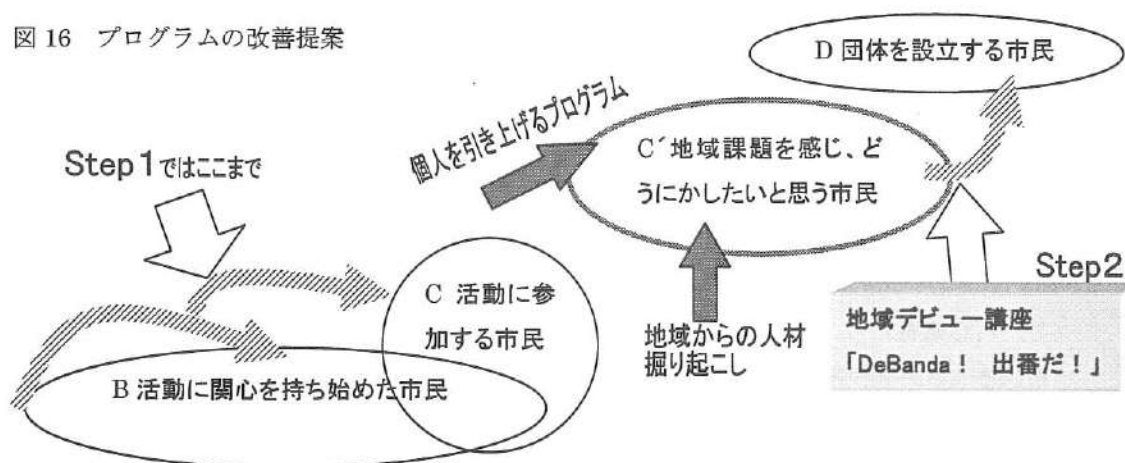 図 16 プログラムの改善提案
D 団体を設立する市民
個人を引き上げるプログラム
C´地域課題を感じ、ど
うにかしたいと思う市民
Step1ではここまで
Step2
C 活動に参
加する市民
地域からの人材
掘り起こし
地域デビュー講座
「DeBanda! 出番だ!」
B 活動に関心を持ち始めた市民